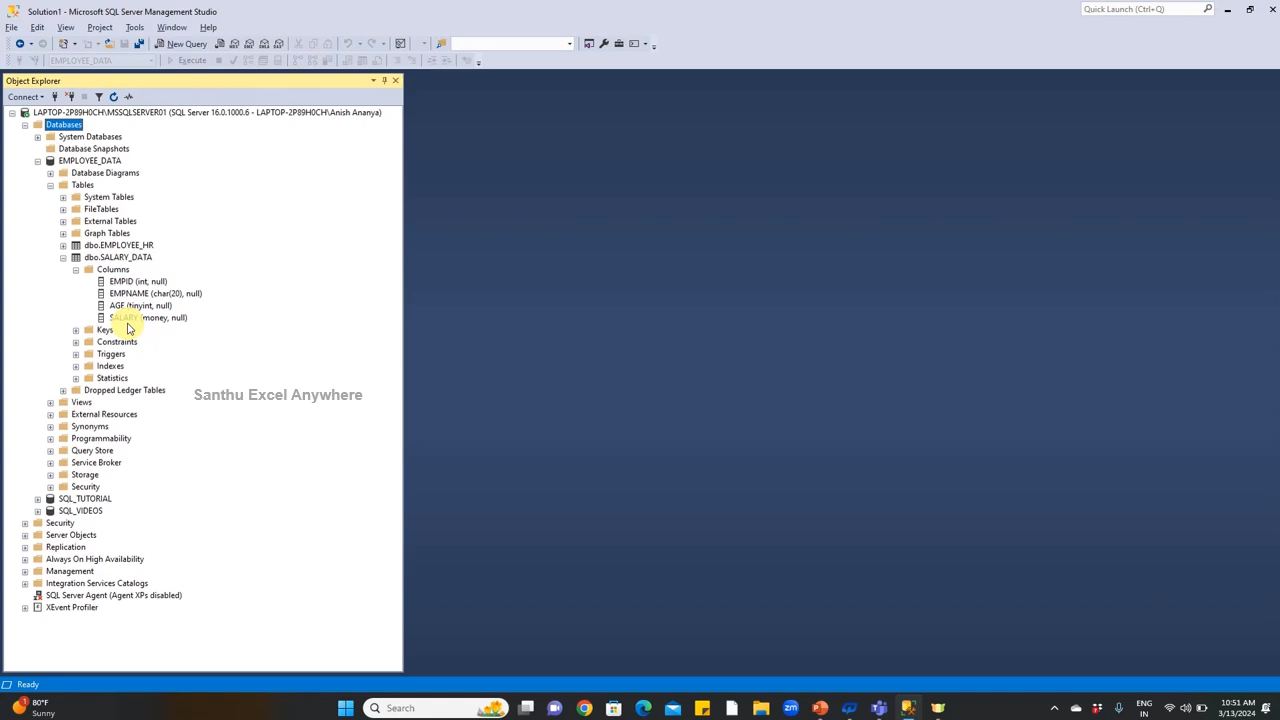 Solution1 - Microsoft SQL Server Management Studio
Quick Launch (Ctrl+Q)
File Edit View Project Tools Window Help
New Query
EMPLOYEE_DATA Execute
Object Explorer
Connect
LAPTOP-2P89H0CH\MSSQLSERVER01 (SQL Server 16.0.1000.6 - LAPTOP-2P89H0CH\Anish Ananya)
Databases
System Databases
Database Snapshots
EMPLOYEE_DATA
Database Diagrams
Tables
System Tables
FileTables
External Tables
Graph Tables
dbo.EMPLOYEE_HR
dbo.SALARY_DATA
Columns
EMPID (int, null)
EMPNAME (char(20), null)
AGE (tinyint, null)
SALARY (money, null)
Keys
Constraints
Triggers
Indexes
Statistics
Dropped Ledger Tables
Santhu Excel Anywhere
Views
External Resources
Synonyms
Programmability
Query Store
Service Broker
Storage
Security
SQL_TUTORIAL
SQL_VIDEOS
Security
Server Objects
Replication
Always On High Availability
Management
Integration Services Catalogs
SQL Server Agent (Agent XPs disabled)
XEvent Profiler
Ready
1
80°F
Sunny
Search
zm
ENG
IN
10:51 AM
3/13/2024